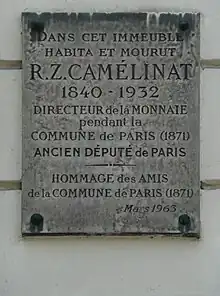 DANS CET IMMEUBLE
HABITA ET MOURUT
R.Z.CAMÉLINAT
1840-1932
DIRECTEUR de la MONNAIE
pendant la
COMMUNE de PARIS (1871)
ANCIEN DÉPUTÉ de PARIS
HOMMAGE des AMIS
de la COMMUNE de PARIS (1871)
Mars 1963